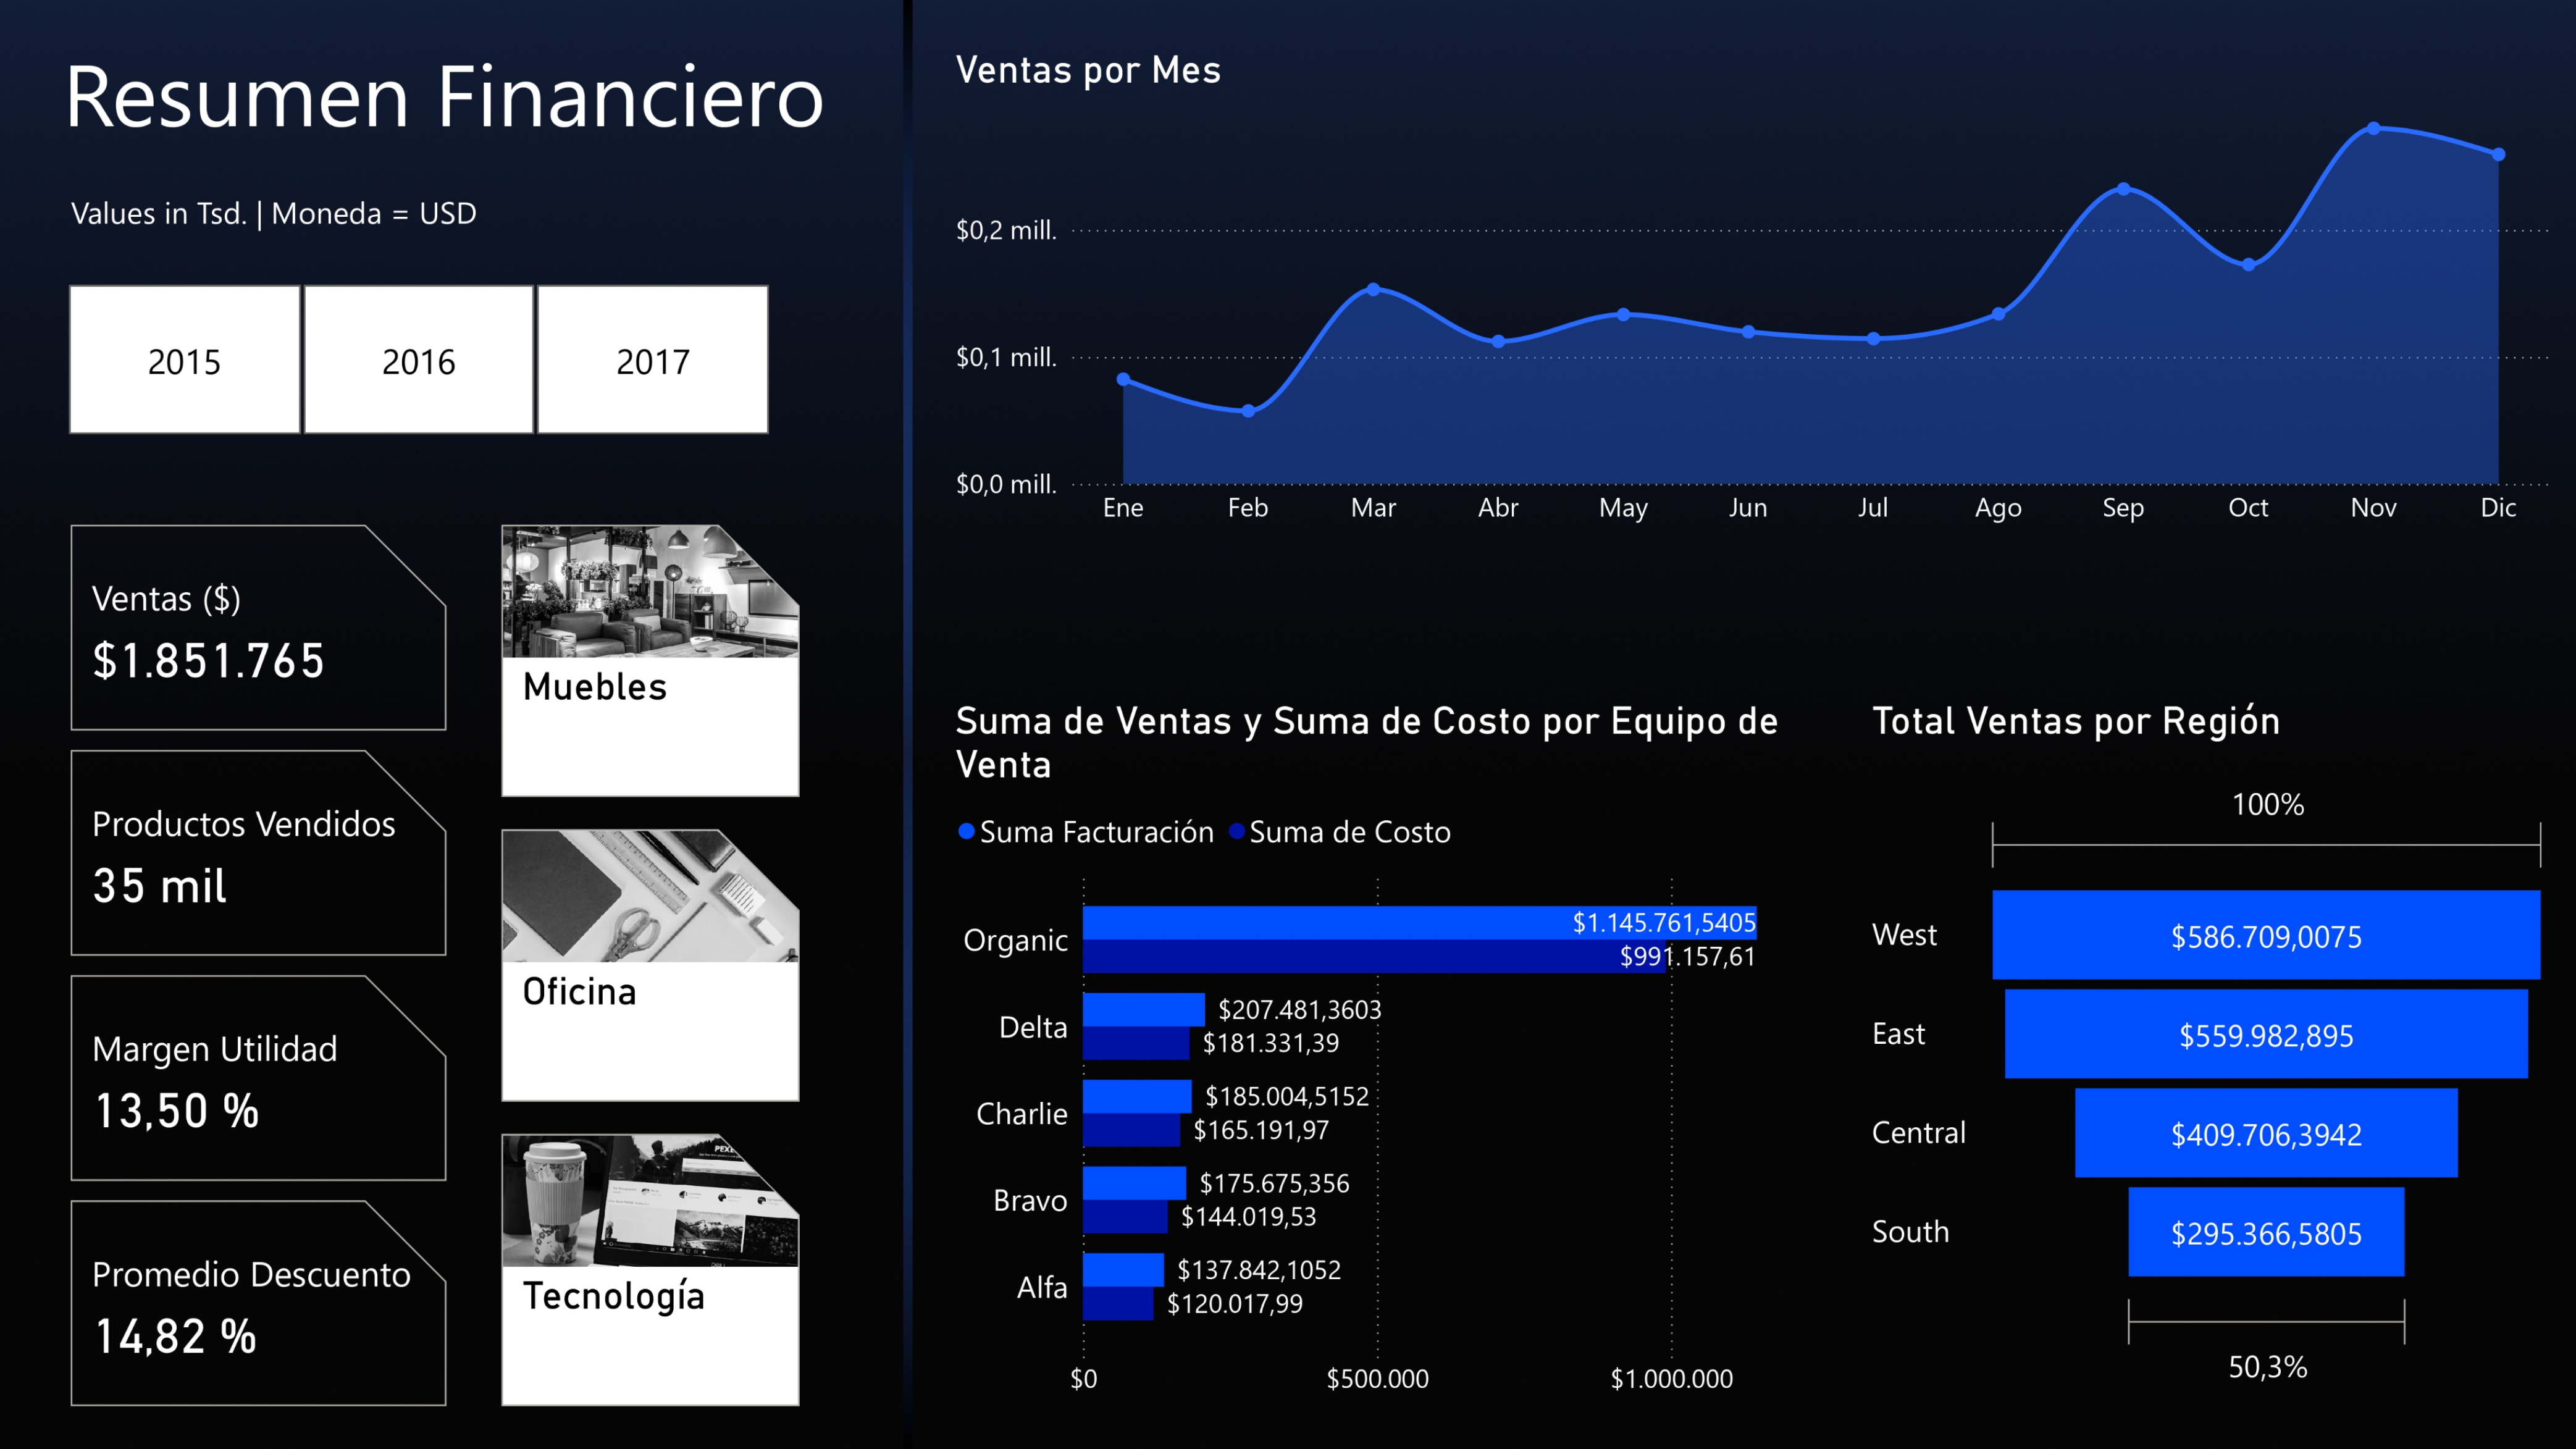 Resumen Financiero
Values in Tsd. | Moneda = USD
2015
2016
2017
Ventas ($)
$1.851.765
Productos Vendidos
35 mil
Margen Utilidad
13,50 %
Promedio Descuento
14,82 %
Muebles
Oficina
Tecnología
Ventas por Mes
$0,2 mill.
$0,1 mill.
$0,0 mill.
Ene Feb Mar Abr May Jun Jul Ago Sep Oct Nov Dic
Suma de Ventas y Suma de Costo por Equipo de
Venta
Suma Facturación Suma de Costo
Organic
$1.145.761,5405
$991.157,61
Delta
$207.481,3603
$181.331,39
Charlie
$185.004,5152
$165.191,97
Bravo
$175.675,356
$144.019,53
Alfa
$137.842,1052
$120.017,99
$0 $500.000 $1.000.000
Total Ventas por Región
100%
West $586.709,0075
East $559.982,895
Central $409.706,3942
South $295.366,5805
50,3%